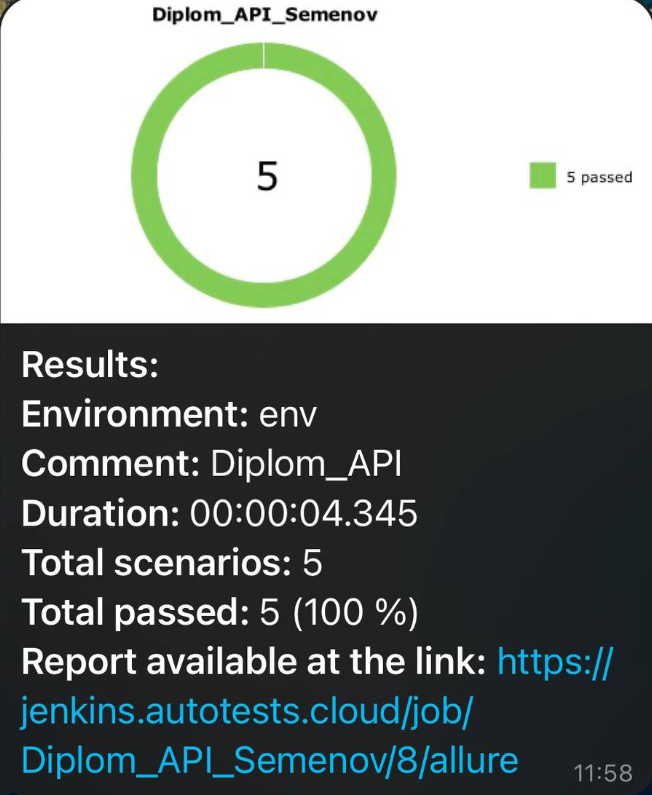 Diplom_API_Semenov
5
5 passed
Results:
Environment: env
Comment: Diplom_API
Duration: 00:00:04.345
Total scenarios: 5
Total passed: 5 (100 %)
Report available at the link: https://
jenkins.autotests.cloud/job/
Diplom_API_Semenov/8/allure
11:58